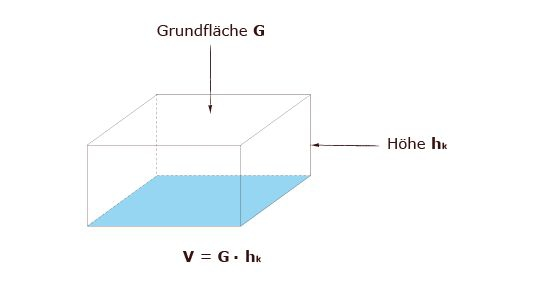 Grundfläche G
Höhe hₖ
V = G · hₖ